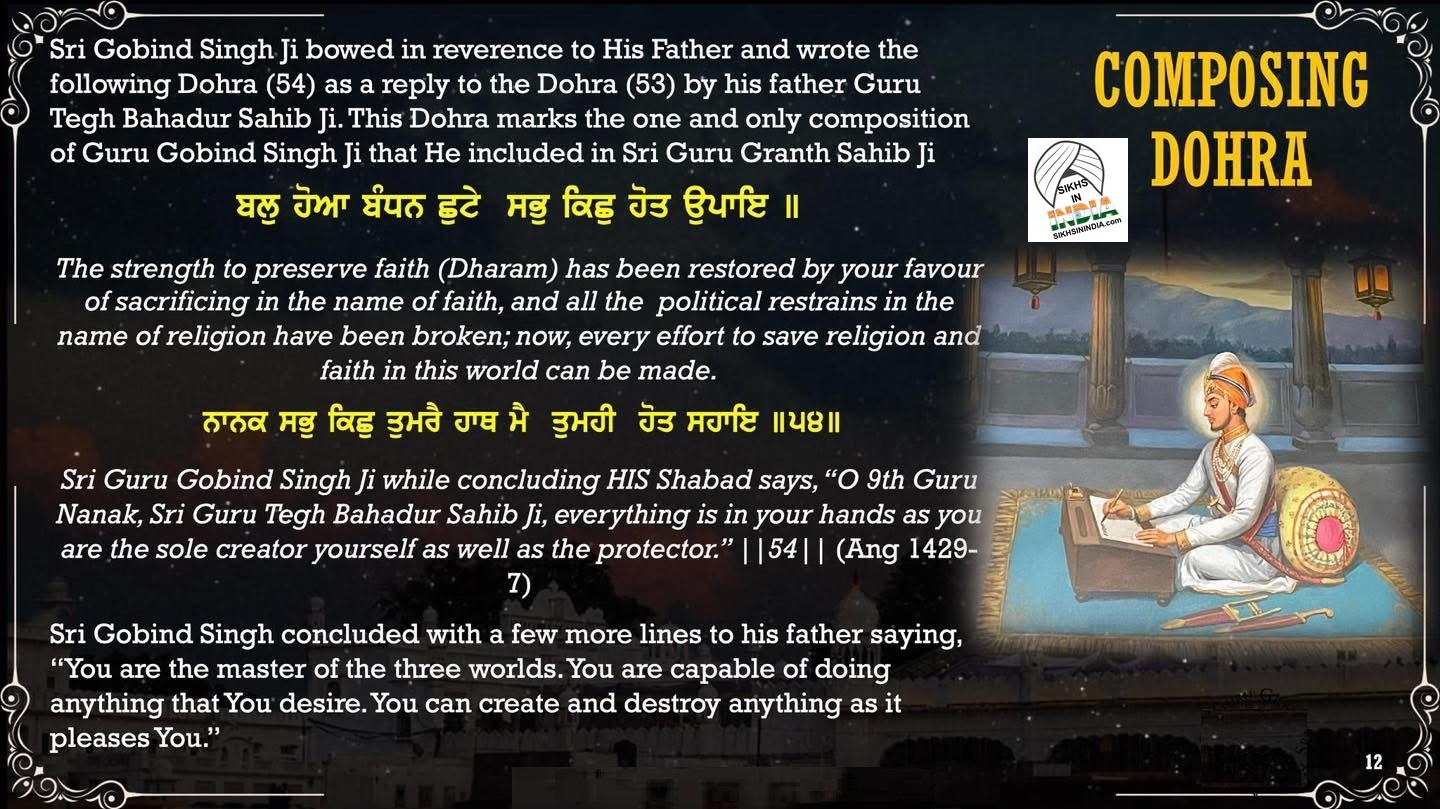 Sri Gobind Singh Ji bowed in reverence to His Father and wrote the
following Dohra (54) as a reply to the Dohra (53) by his father Guru
Tegh Bahadur Sahib Ji. This Dohra marks the one and only composition
of Guru Gobind Singh Ji that He included in Sri Guru Granth Sahib Ji
ਬਲੁ ਹੋਆ ਬੰਧਨ ਛੁਟੇ ਸਭੁ ਕਿਛੁ ਹੋਤ ਉਪਾਇ ॥
The strength to preserve faith (Dharam) has been restored by your favour
of sacrificing in the name of faith, and all the political restrains in the
name of religion have been broken; now, every effort to save religion and
faith in this world can be made.
ਨਾਨਕ ਸਭੁ ਕਿਛੁ ਤੁਮਰੈ ਹਾਥ ਮੈ ਤੁਮਹੀ ਹੋਤ ਸਹਾਇ ॥੫੪॥
Sri Guru Gobind Singh Ji while concluding HIS Shabad says, “O 9th Guru
Nanak, Sri Guru Tegh Bahadur Sahib Ji, everything is in your hands as you
are the sole creator yourself as well as the protector.” ||54|| (Ang 1429-
7)
Sri Gobind Singh concluded with a few more lines to his father saying,
“You are the master of the three worlds. You are capable of doing
anything that You desire. You can create and destroy anything as it
pleases You.”
COMPOSING
DOHRA
SIKHS
IN
INDIA
SIKHSININDIA.com
12